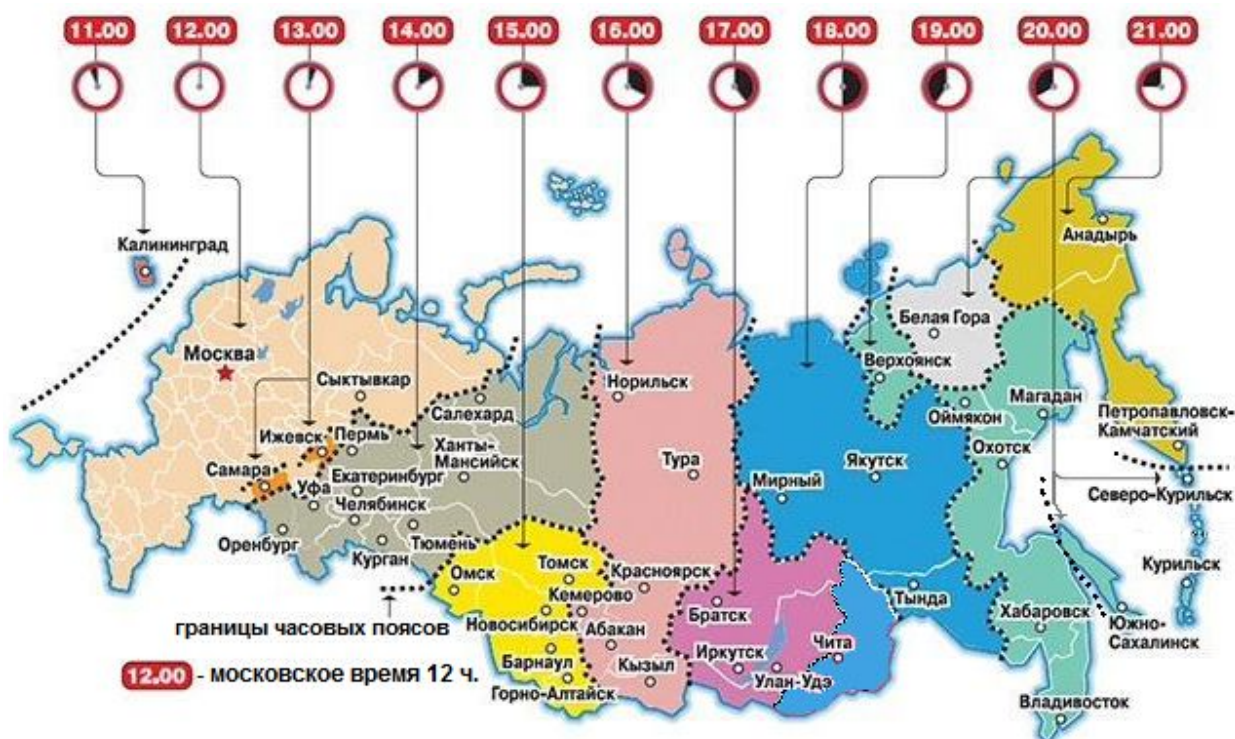 11.00 12.00 13.00 14.00 15.00 16.00 17.00 18.00 19.00 20.00 21.00
Калининград
Анадырь
Белая Гора
Москва
Верхоянск
Сыктывкар
Норильск
Салехард
Оймякон
Магадан
Петропавловск-
Камчатский
Ижевск
Пермь
Ханты-
Мансийск
Охотск
Самара
Екатеринбург
Тура
Якутск
Мирный
Северо-Курильск
Уфа
Челябинск
Оренбург
Тюмень
Курган
Омск
Томск
Красноярск
Курильск
Кемерово
Братск
Тында
Хабаровск
Южно-
Сахалинск
границы часовых поясов
Новосибирск
Абакан
Чита
Барнаул
Кызыл
Иркутск
Улан-Удэ
12.00 - московское время 12 ч.
Горно-Алтайск
Владивосток